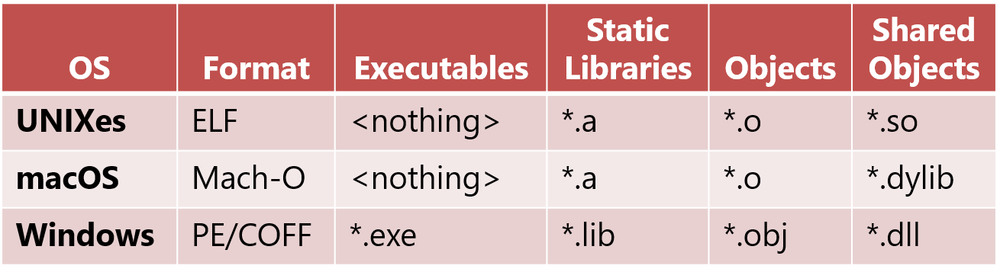 OS Format Executables Static Libraries Objects Shared Objects
UNIXes ELF <nothing> *.a *.o *.so
macOS Mach-O <nothing> *.a *.o *.dylib
Windows PE/COFF *.exe *.lib *.obj *.dll